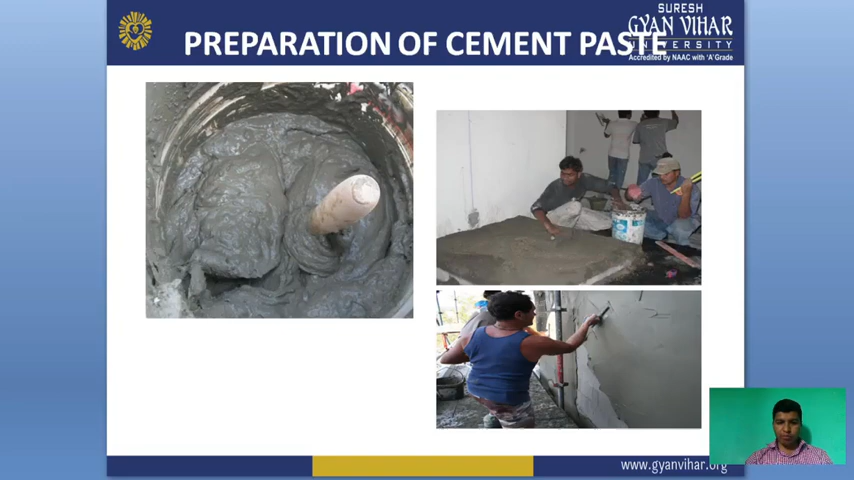 PREPARATION OF CEMENT PASTE
SURESH
GYAN VIHAR
UNIVERSITY
Accredited by NAAC with 'A' Grade
www.gyanvihar.org